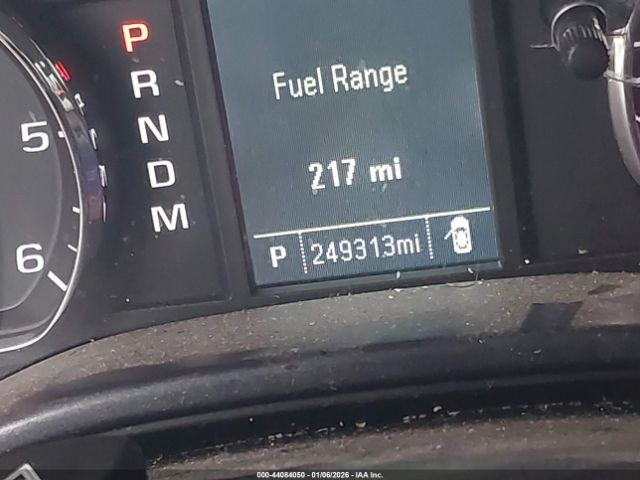 P
R
N
D
M
5
6
Fuel Range
217 mi
P 249313mi
000-44084050 - 01/06/2026 - IAA Inc.